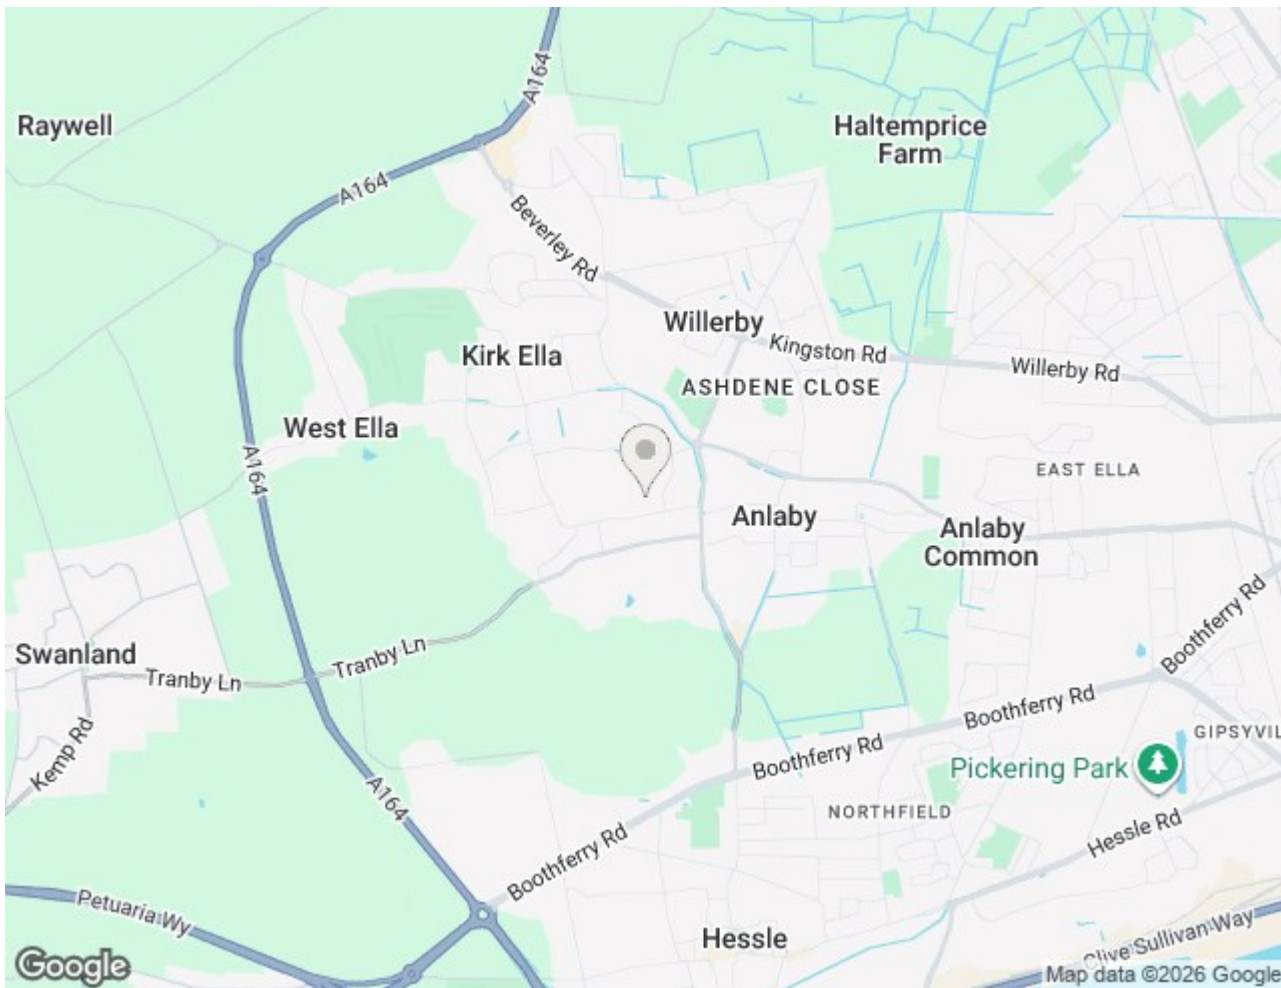 A164
Raywell
Haltemprice
Farm
A164
Beverley Rd
Willerby
Kingston Rd
Kirk Ella
Willerby Rd
ASHDENE CLOSE
West Ella
A164
EAST ELLA
Anlaby
Anlaby
Common
Boothferry Rd
Swanland
Tranby Ln
Tranby Ln
Boothferry Rd
Kemp Rd
GIPSYVIL
Boothferry Rd
Pickering Park
A164
NORTHFIELD
Hessle Rd
Boothferry Rd
Petuaria Wy
Hessle
Clive Sullivan Way
Google
Map data ©2026 Google